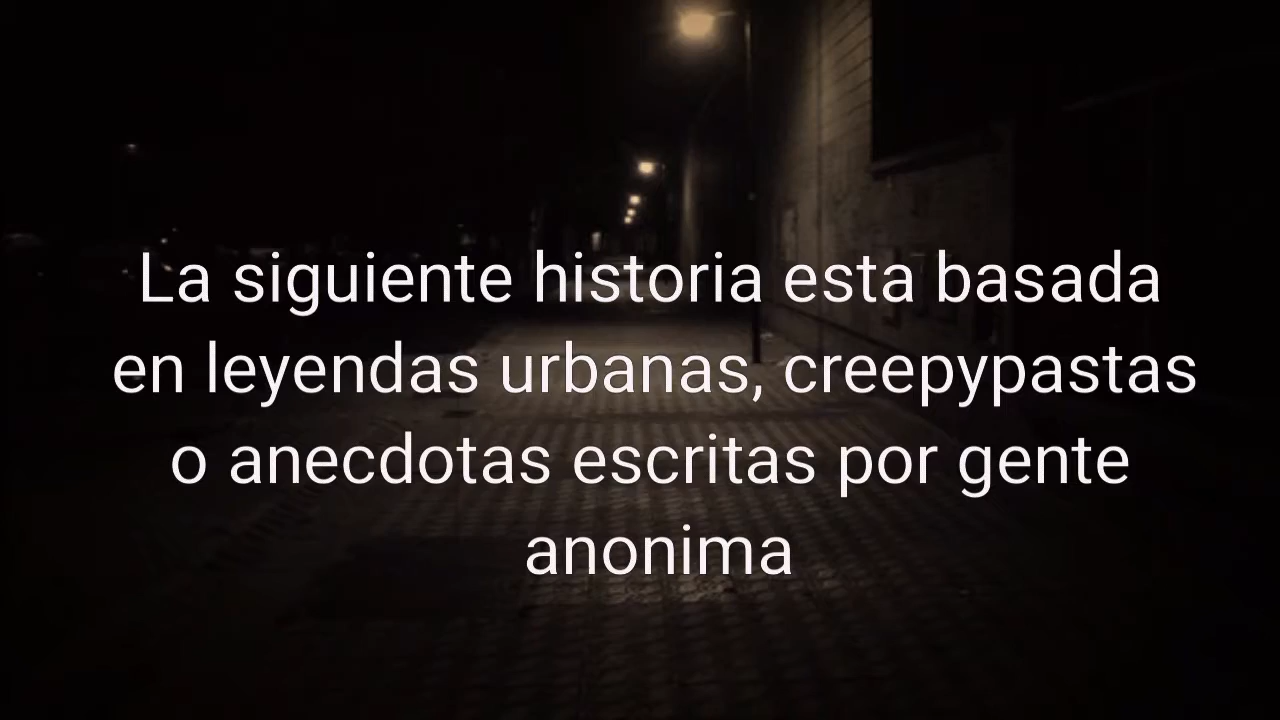 La siguiente historia esta basada
en leyendas urbanas, creepypastas
o anecdotas escritas por gente
anonima